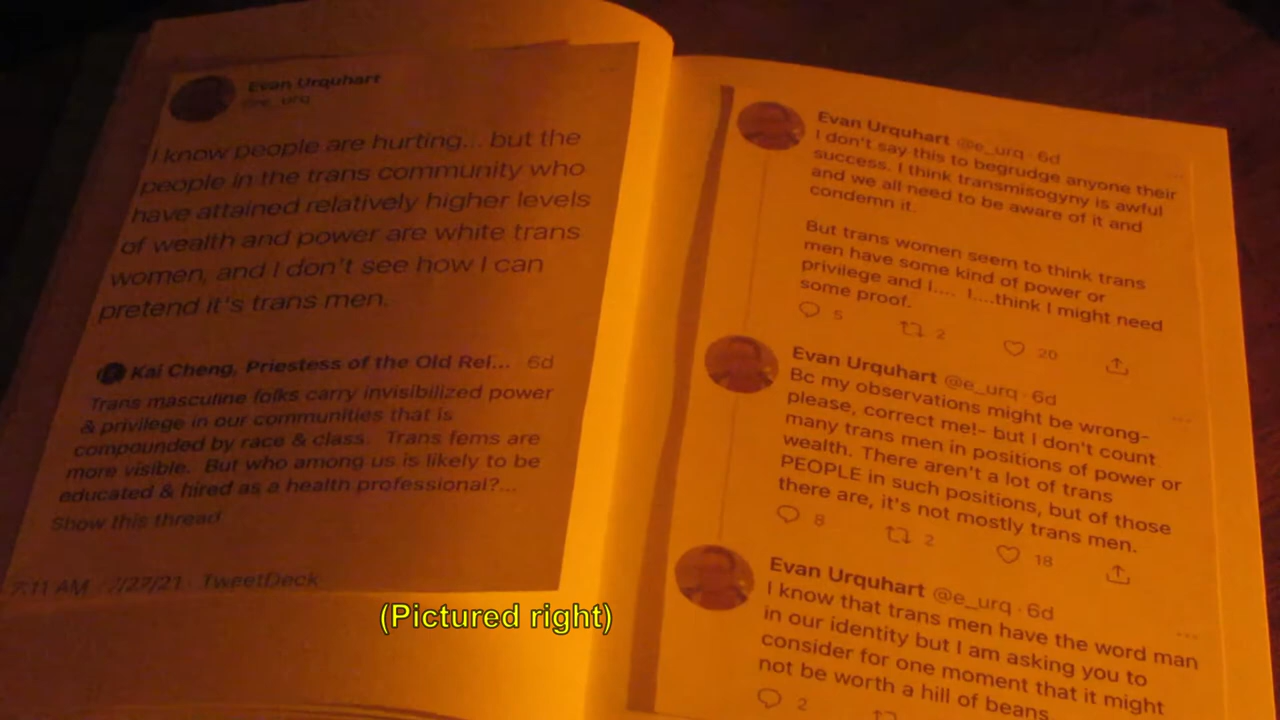 Evan Urquhart
@e_urq
I know people are hurting... but the
people in the trans community who
have attained relatively higher levels
of wealth and power are white trans
women, and I don't see how I can
pretend it's trans men.
Kai Cheng, Priestess of the Old Rel... 6d
Trans masculine folks carry invisibilized power
& privilege in our communities that is
compounded by race & class. Trans fems are
more visible. But who among us is likely to be
educated & hired as a health professional?...
Show this thread
7:11 AM · 7/27/21 · TweetDeck
(Pictured right)
Evan Urquhart @e_urq · 6d
I don't say this to begrudge anyone their
success. I think transmisogyny is awful
and we all need to be aware of it and
condemn it.
But trans women seem to think trans
men have some kind of power or
privilege and I.... I....think I might need
some proof.
5 2 20
Evan Urquhart @e_urq · 6d
Bc my observations might be wrong-
please, correct me!- but I don't count
many trans men in positions of power or
wealth. There aren't a lot of trans
PEOPLE in such positions, but of those
there are, it's not mostly trans men.
8 2 18
Evan Urquhart @e_urq · 6d
I know that trans men have the word man
in our identity but I am asking you to
consider for one moment that it might
not be worth a hill of beans
2